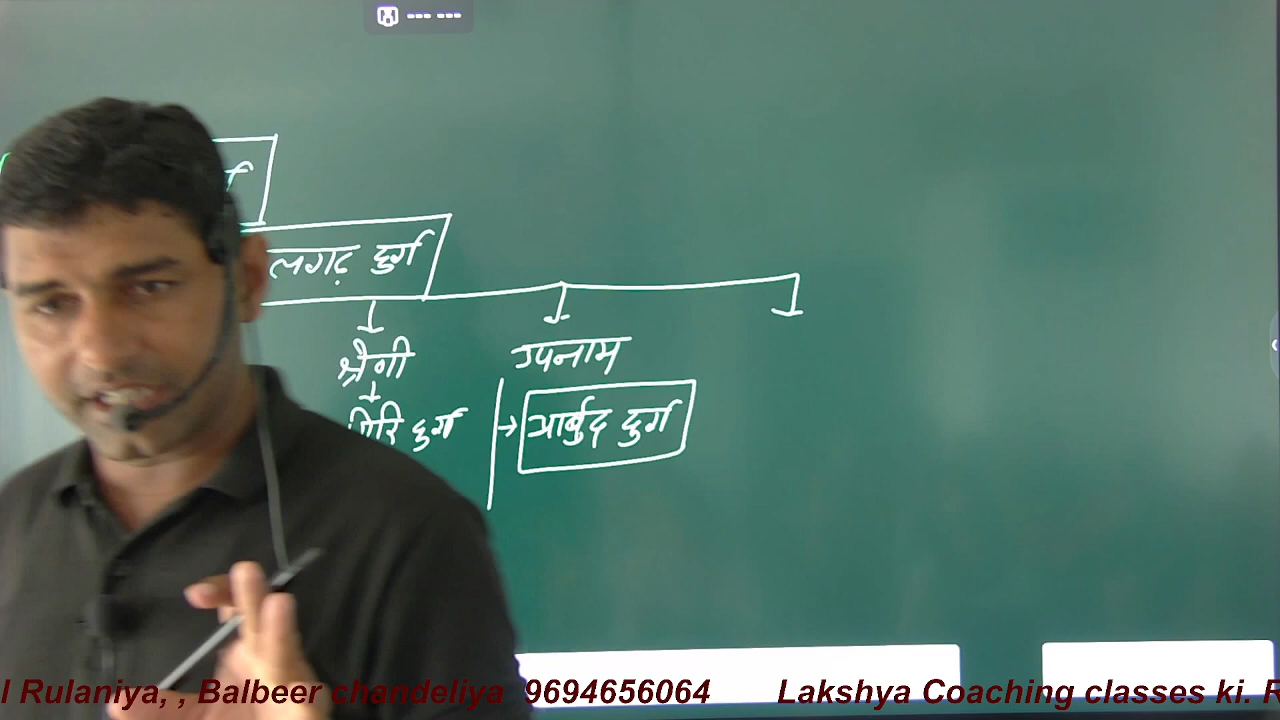 लगढ़ दुर्ग
श्रैणी
उपनाम
गिरि दुर्ग
→ आर्बुद दुर्ग
l Rulaniya, , Balbeer chandeliya 9694656064 Lakshya Coaching classes ki. R